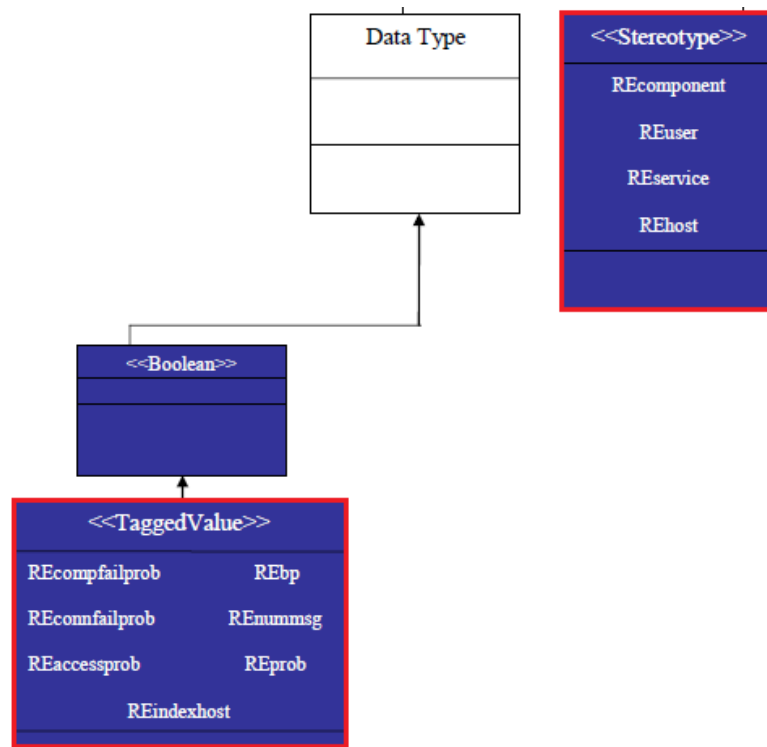 Data Type
<<Stereotype>>
REcomponent
REuser
REservice
REhost
<<Boolean>>
<<TaggedValue>>
REcompfailprob REbp
REconnfailprob REnummsg
REaccessprob REprob
REindexhost